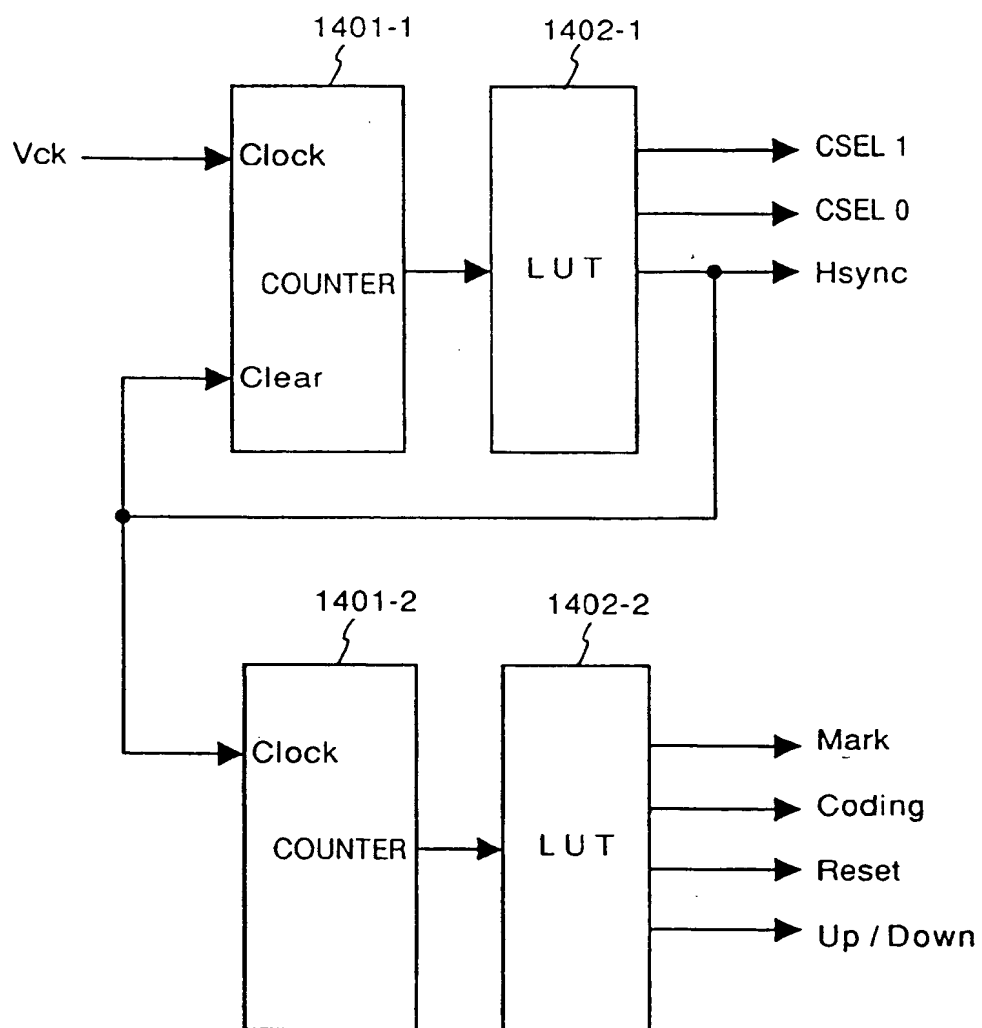 1401-1
1402-1
Vck
Clock
CSEL 1
CSEL 0
COUNTER
LUT
Hsync
Clear
1401-2
1402-2
Clock
Mark
COUNTER
LUT
Coding
Reset
Up / Down